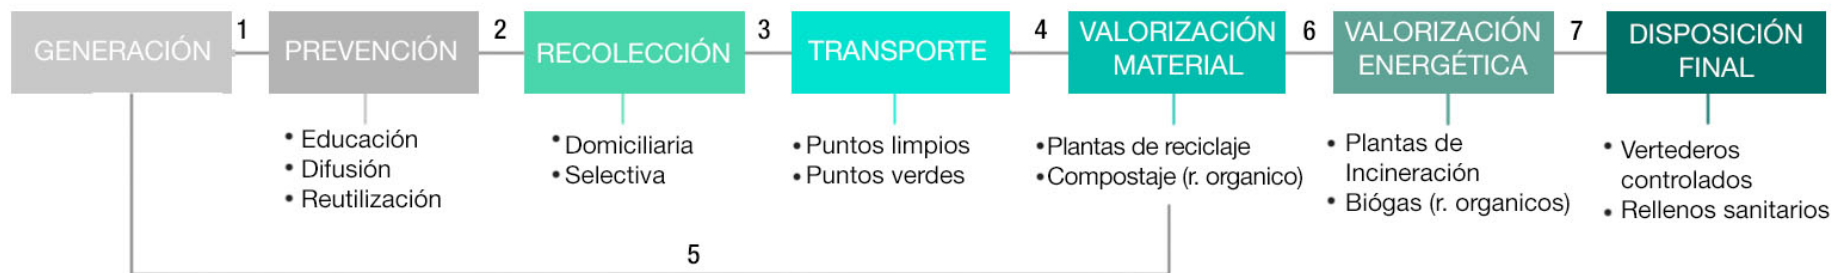 GENERACIÓN
1
PREVENCIÓN
2
RECOLECCIÓN
3
TRANSPORTE
4
VALORIZACIÓN
MATERIAL
6
VALORIZACIÓN
ENERGÉTICA
7
DISPOSICIÓN
FINAL
• Educación
• Difusión
• Reutilización
• Domiciliaria
• Selectiva
• Puntos limpios
• Puntos verdes
• Plantas de reciclaje
• Compostaje (r. organico)
• Plantas de
Incineración
• Biógas (r. organicos)
• Vertederos
controlados
• Rellenos sanitarios
5